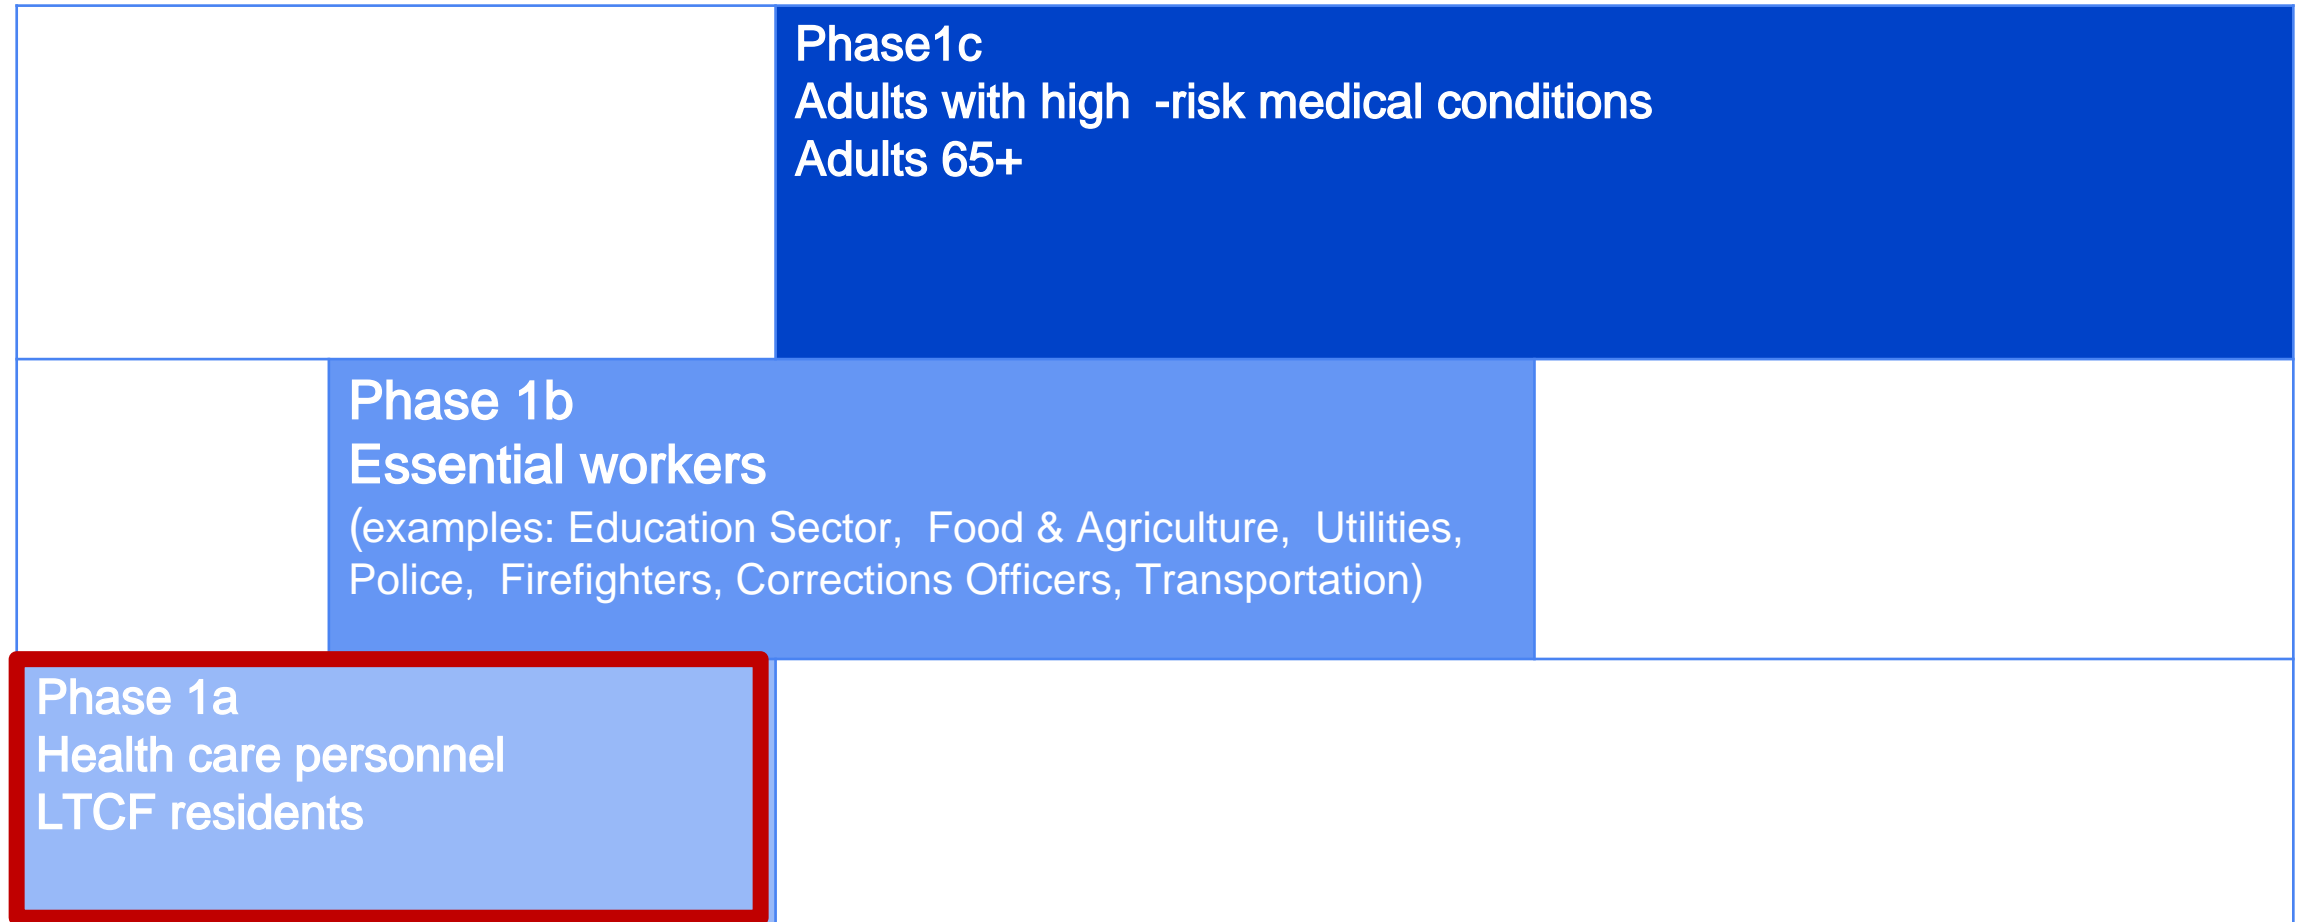 Phase1c
Adults with high  -risk medical conditions
Adults 65+
Phase 1b
Essential workers
(examples: Education Sector,  Food & Agriculture,  Utilities,
Police,  Firefighters, Corrections Officers, Transportation)
Phase 1a
Health care personnel
LTCF residents